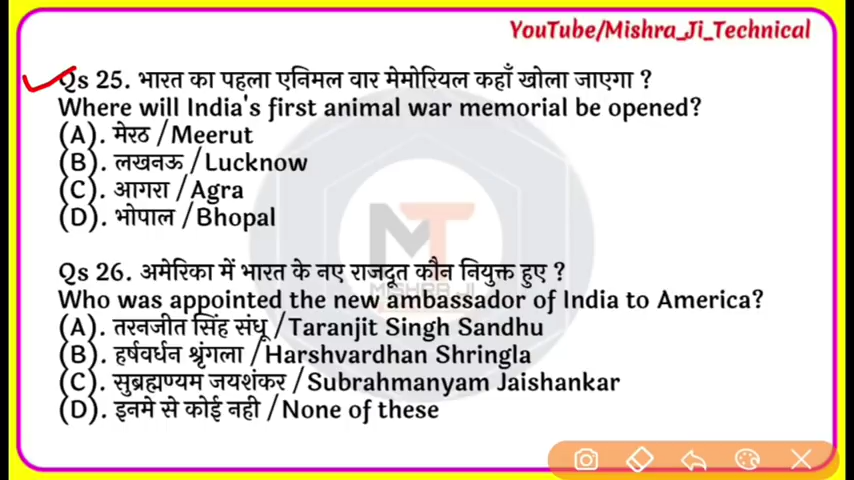 YouTube/Mishra_Ji_Technical
Qs 25. भारत का पहला एनिमल वार मेमोरियल कहाँ खोला जाएगा ?
Where will India's first animal war memorial be opened?
(A). मेरठ /Meerut
(B). लखनऊ /Lucknow
(C). आगरा /Agra
(D). भोपाल /Bhopal
MT
Qs 26. अमेरिका में भारत के नए राजदूत कौन नियुक्त हुए ?
MISHRA JI
Who was appointed the new ambassador of India to America?
(A). तरनजीत सिंह संधू /Taranjit Singh Sandhu
(B). हर्षवर्धन श्रृंगला /Harshvardhan Shringla
(C). सुब्रह्मण्यम जयशंकर /Subrahmanyam Jaishankar
(D). इनमे से कोई नही /None of these